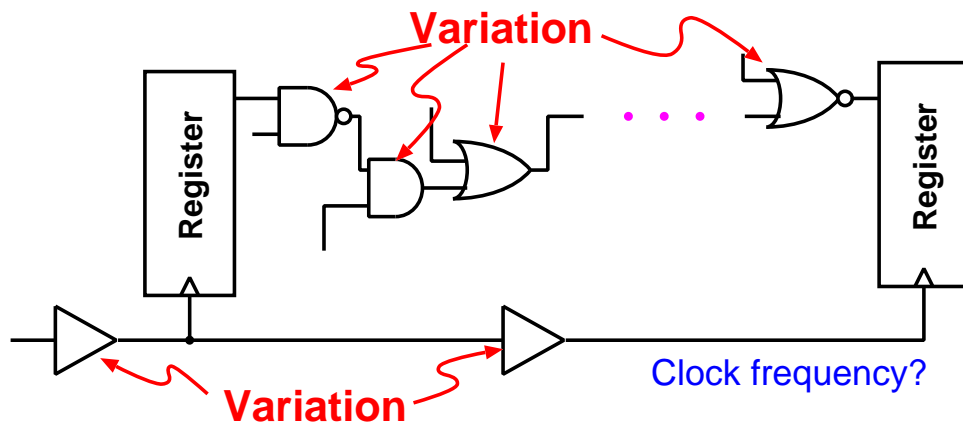 Variation
Register
Register
Clock frequency?
Variation